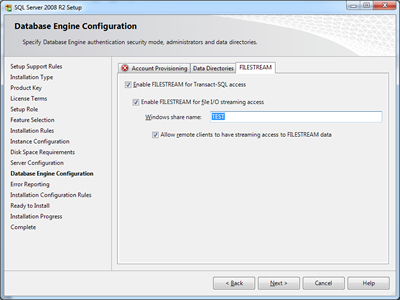 SQL Server 2008 R2 Setup
Database Engine Configuration
Specify Database Engine authentication security mode, administrators and data directories.
Setup Support Rules
Installation Type
Product Key
License Terms
Setup Role
Feature Selection
Installation Rules
Instance Configuration
Disk Space Requirements
Server Configuration
Database Engine Configuration
Error Reporting
Installation Configuration Rules
Ready to Install
Installation Progress
Complete
Account Provisioning Data Directories FILESTREAM
Enable FILESTREAM for Transact-SQL access
Enable FILESTREAM for File I/O streaming access
Windows share name: TEST
Allow remote clients to have streaming access to FILESTREAM data
< Back Next > Cancel Help